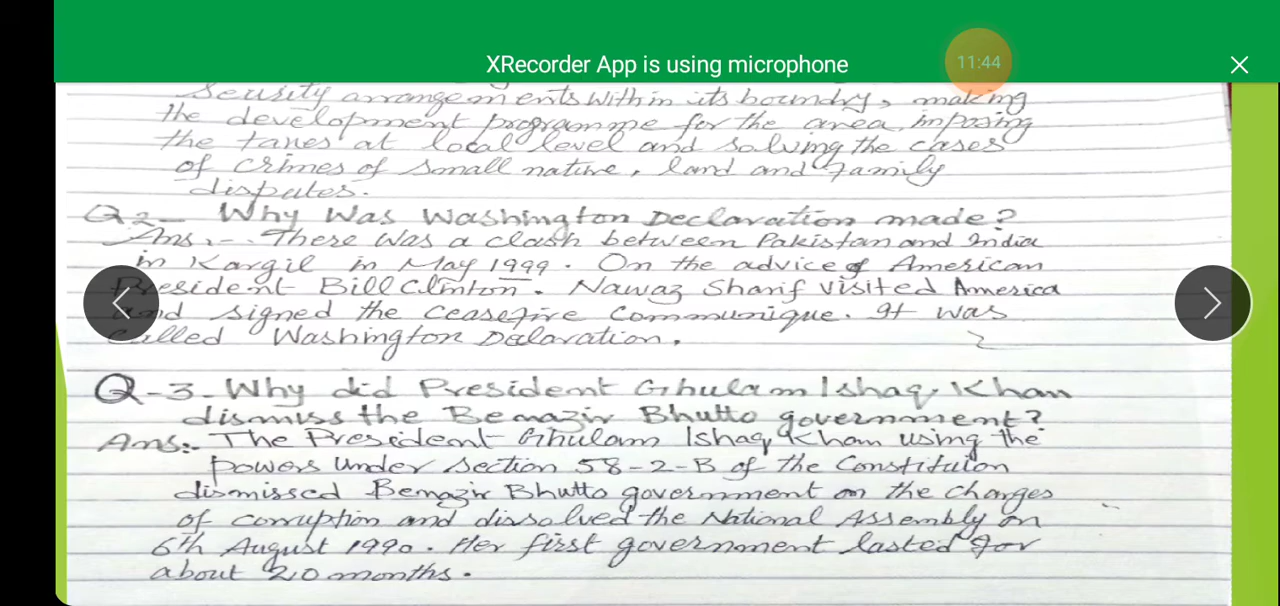 XRecorder App is using microphone
11:44
Security arrangements within its boundry, making
the development programme for the area, imposing
the taxes at local level and solving the cases
of crimes of small nature, land and family
disputes.
Q2- Why Was Washington Declaration made?
Ans:- There was a clash between Pakistan and India
in Kargil in May 1999. On the advice of American
President Bill Clinton. Nawaz Sharif visited America
and signed the Ceasefire Communique. It was
called Washington Delaration.
Q-3- Why did President Ghulam Ishaq Khan
dismiss the Benazir Bhutto government?
Ans:- The President Ghulam Ishaq Khan using the
powers Under Section 58-2-B of the Constituion
dismissed Benazir Bhutto government on the charges
of corruption and dissolved the National Assembly on
6th August 1990. Her first government lasted for
about 20 months.